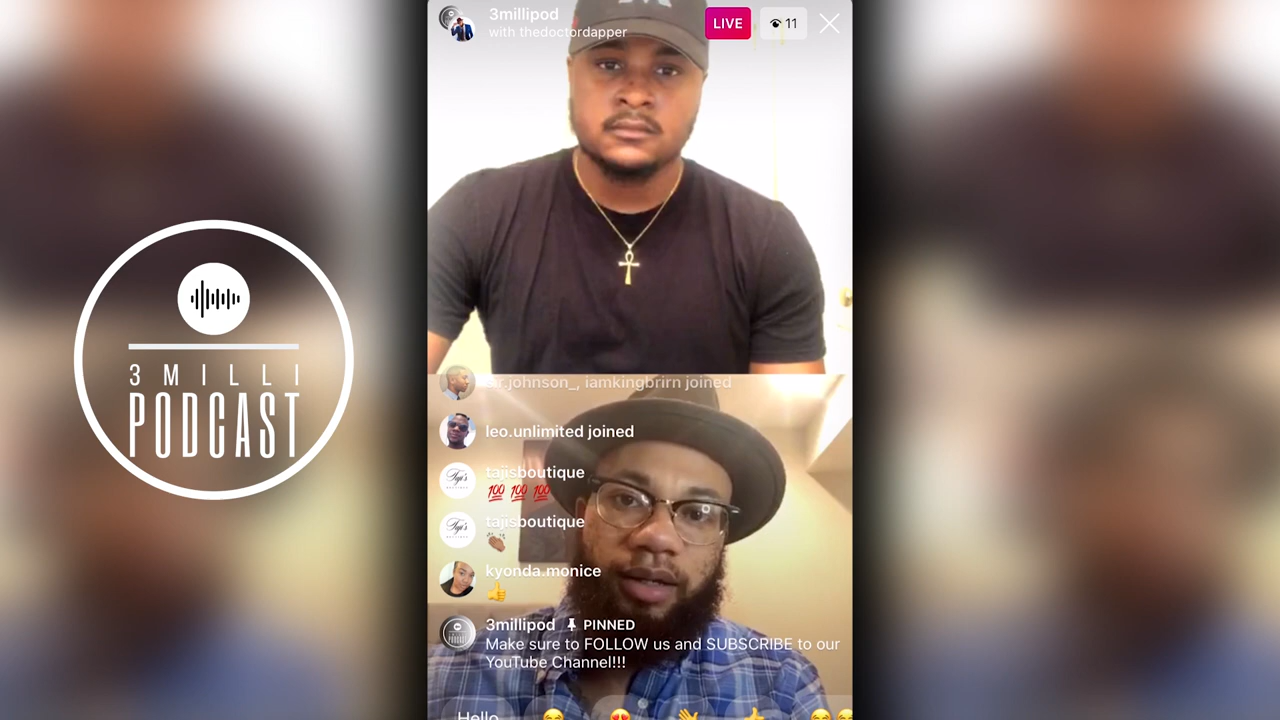 3millipod
with thedoctordapper
LIVE
11
3 MILLI
PODCAST
johnson_, iamkingbrirn joined
leo.unlimited joined
tajisboutique
💯 💯 💯
tajisboutique
kyonda.monice
👍
3millipod PINNED
Make sure to FOLLOW us and SUBSCRIBE to our
YouTube Channel!!!
Hello